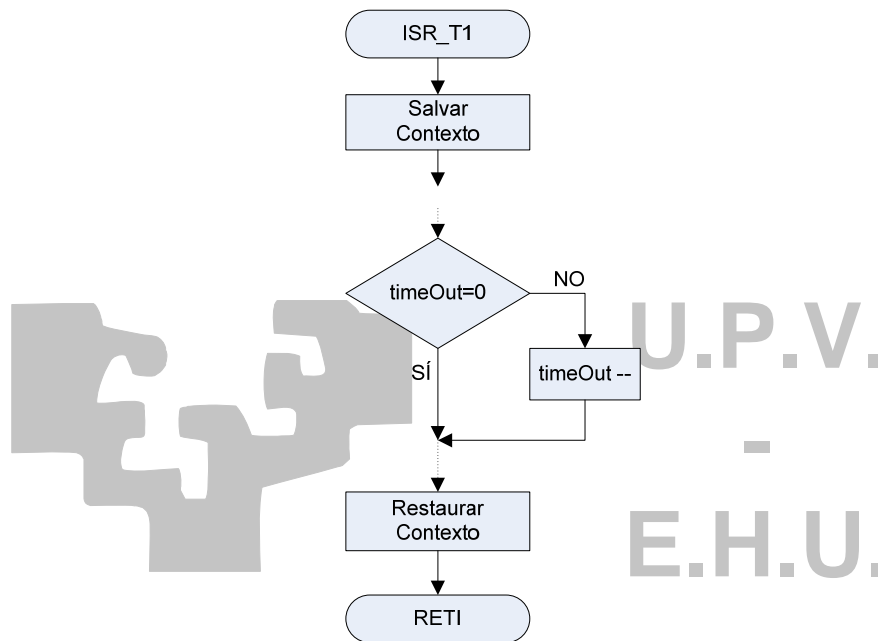 ISR_T1
Salvar
Contexto
timeOut=0
NO
SÍ
timeOut --
Restaurar
Contexto
RETI
U.P.V.
-
E.H.U.